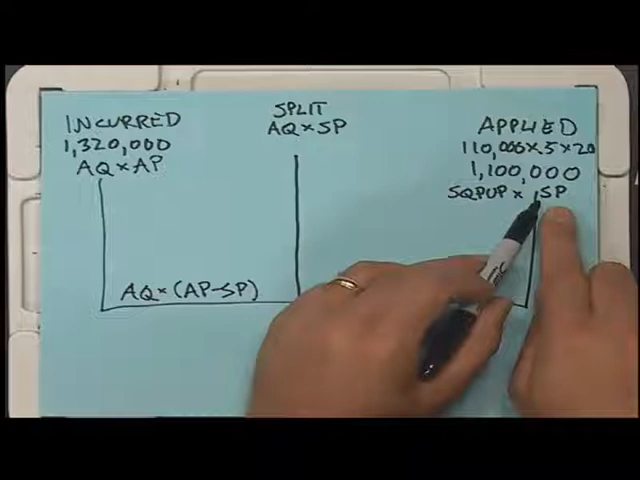 INCURRED
1,320,000
AQ×AP
SPLIT
AQ×SP
APPLIED
110,000×.5×20
1,100,000
SQPUP× SP
AQ×(AP-SP)